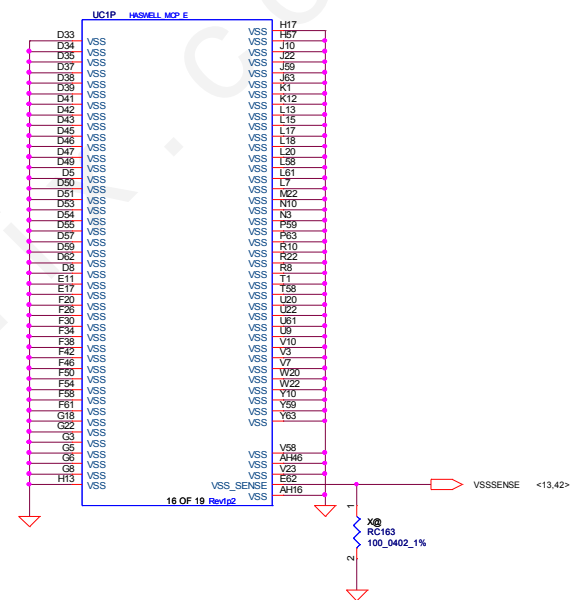 UC1P HASWELL_MCP_E
VSS H17
D33 VSS VSS H57
D34 VSS VSS J10
D35 VSS VSS J22
D37 VSS VSS J59
D38 VSS VSS J63
D39 VSS VSS K1
D41 VSS VSS K12
D42 VSS VSS L13
D43 VSS VSS L15
D45 VSS VSS L17
D46 VSS VSS L18
D47 VSS VSS L20
D49 VSS VSS L58
D5 VSS VSS L61
D50 VSS VSS L7
D51 VSS VSS M22
D53 VSS VSS N10
D54 VSS VSS N3
D55 VSS VSS P59
D57 VSS VSS P63
D59 VSS VSS R10
D62 VSS VSS R22
D8 VSS VSS R8
E11 VSS VSS T1
E17 VSS VSS T58
F20 VSS VSS U20
F26 VSS VSS U22
F30 VSS VSS U61
F34 VSS VSS U9
F38 VSS VSS V10
F42 VSS VSS V3
F46 VSS VSS V7
F50 VSS VSS W20
F54 VSS VSS W22
F58 VSS VSS Y10
F61 VSS VSS Y59
G18 VSS VSS Y63
G22 VSS
G3 VSS
G5 VSS VSS V58
G6 VSS VSS AH46
G8 VSS VSS V23
H13 VSS VSS_SENSE E62 VSSSENSE <13,42>
VSS AH16
16 OF 19 Rev1p2
1
X@
RC163
100_0402_1%
2